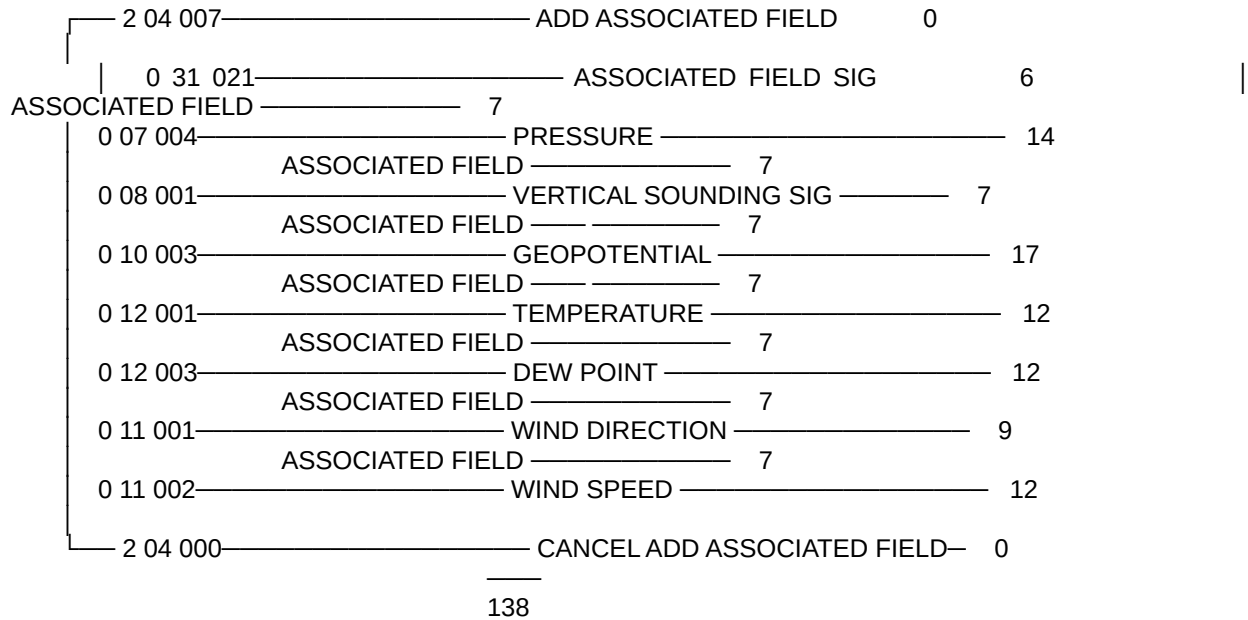 2 04 007 ADD ASSOCIATED FIELD 0
0 31 021 ASSOCIATED FIELD SIG 6
ASSOCIATED FIELD 7
0 07 004 PRESSURE 14
ASSOCIATED FIELD 7
0 08 001 VERTICAL SOUNDING SIG 7
ASSOCIATED FIELD 7
0 10 003 GEOPOTENTIAL 17
ASSOCIATED FIELD 7
0 12 001 TEMPERATURE 12
ASSOCIATED FIELD 7
0 12 003 DEW POINT 12
ASSOCIATED FIELD 7
0 11 001 WIND DIRECTION 9
ASSOCIATED FIELD 7
0 11 002 WIND SPEED 12
2 04 000 CANCEL ADD ASSOCIATED FIELD 0
138